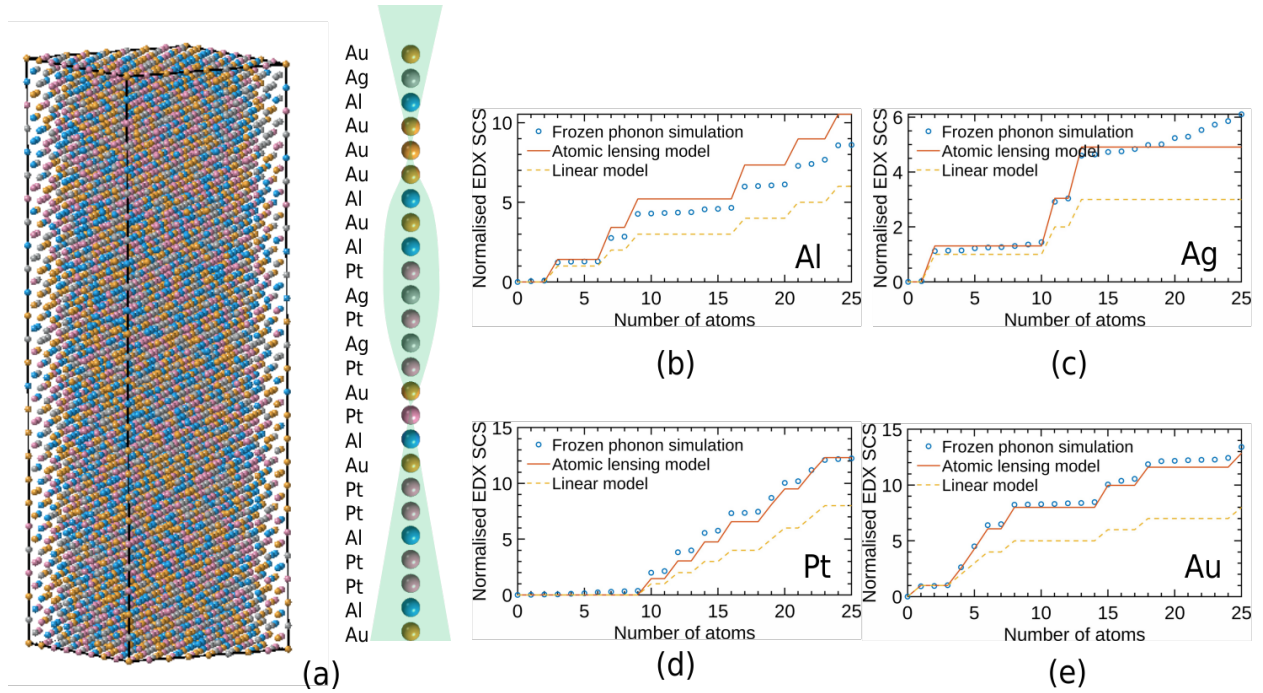 Au
Ag
Al
Au
Au
Au
Al
Au
Al
Pt
Ag
Pt
Ag
Pt
Au
Pt
Al
Au
Pt
Pt
Al
Pt
Pt
Al
Au
(a)
Normalised EDX SCS
10
5
0
Frozen phonon simulation
Atomic lensing model
Linear model
Al
0 5 10 15 20 25
Number of atoms
(b)
Normalised EDX SCS
6
4
2
0
Frozen phonon simulation
Atomic lensing model
Linear model
Ag
0 5 10 15 20 25
Number of atoms
(c)
Normalised EDX SCS
15
10
5
0
Frozen phonon simulation
Atomic lensing model
Linear model
Pt
0 5 10 15 20 25
Number of atoms
(d)
Normalised EDX SCS
15
10
5
0
Frozen phonon simulation
Atomic lensing model
Linear model
Au
0 5 10 15 20 25
Number of atoms
(e)